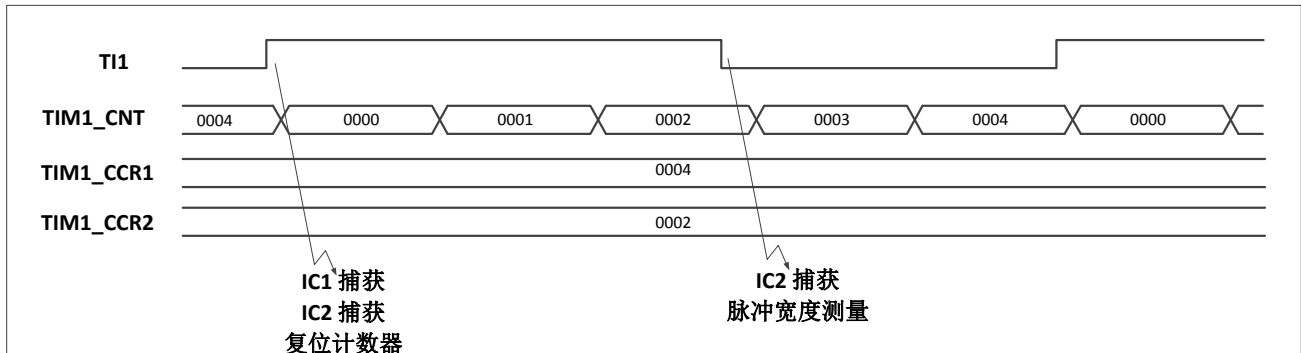 TI1
TIM1_CNT 0004 0000 0001 0002 0003 0004 0000
TIM1_CCR1 0004
TIM1_CCR2 0002
IC1 捕获
IC2 捕获
复位计数器
IC2 捕获
脉冲宽度测量